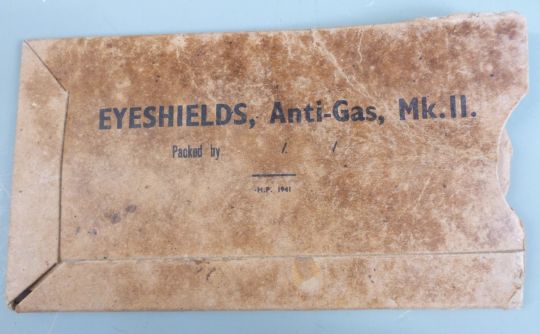 EYESHIELDS, Anti-Gas, Mk.II.
Packed by / /
-H.P. 1941